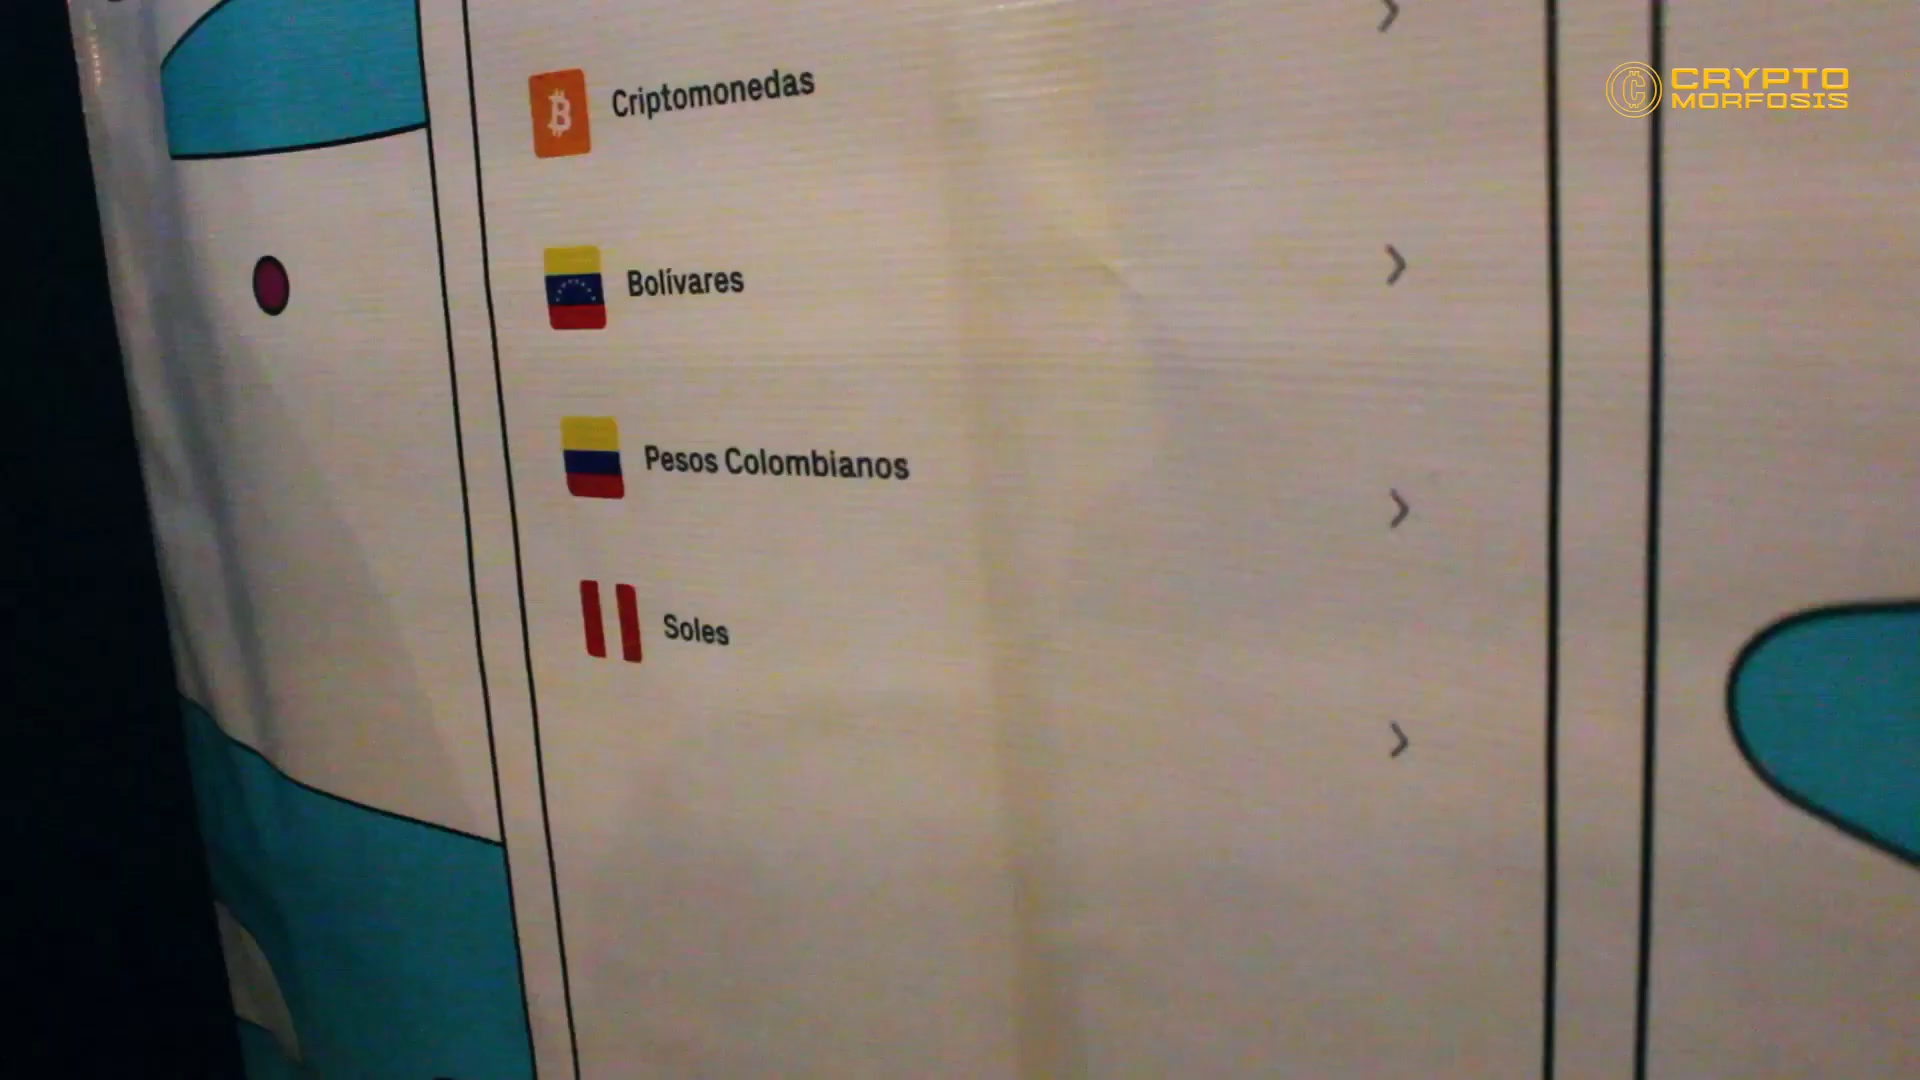 Criptomonedas
CRYPTO
MORFOSIS
Bolívares
Pesos Colombianos
Soles